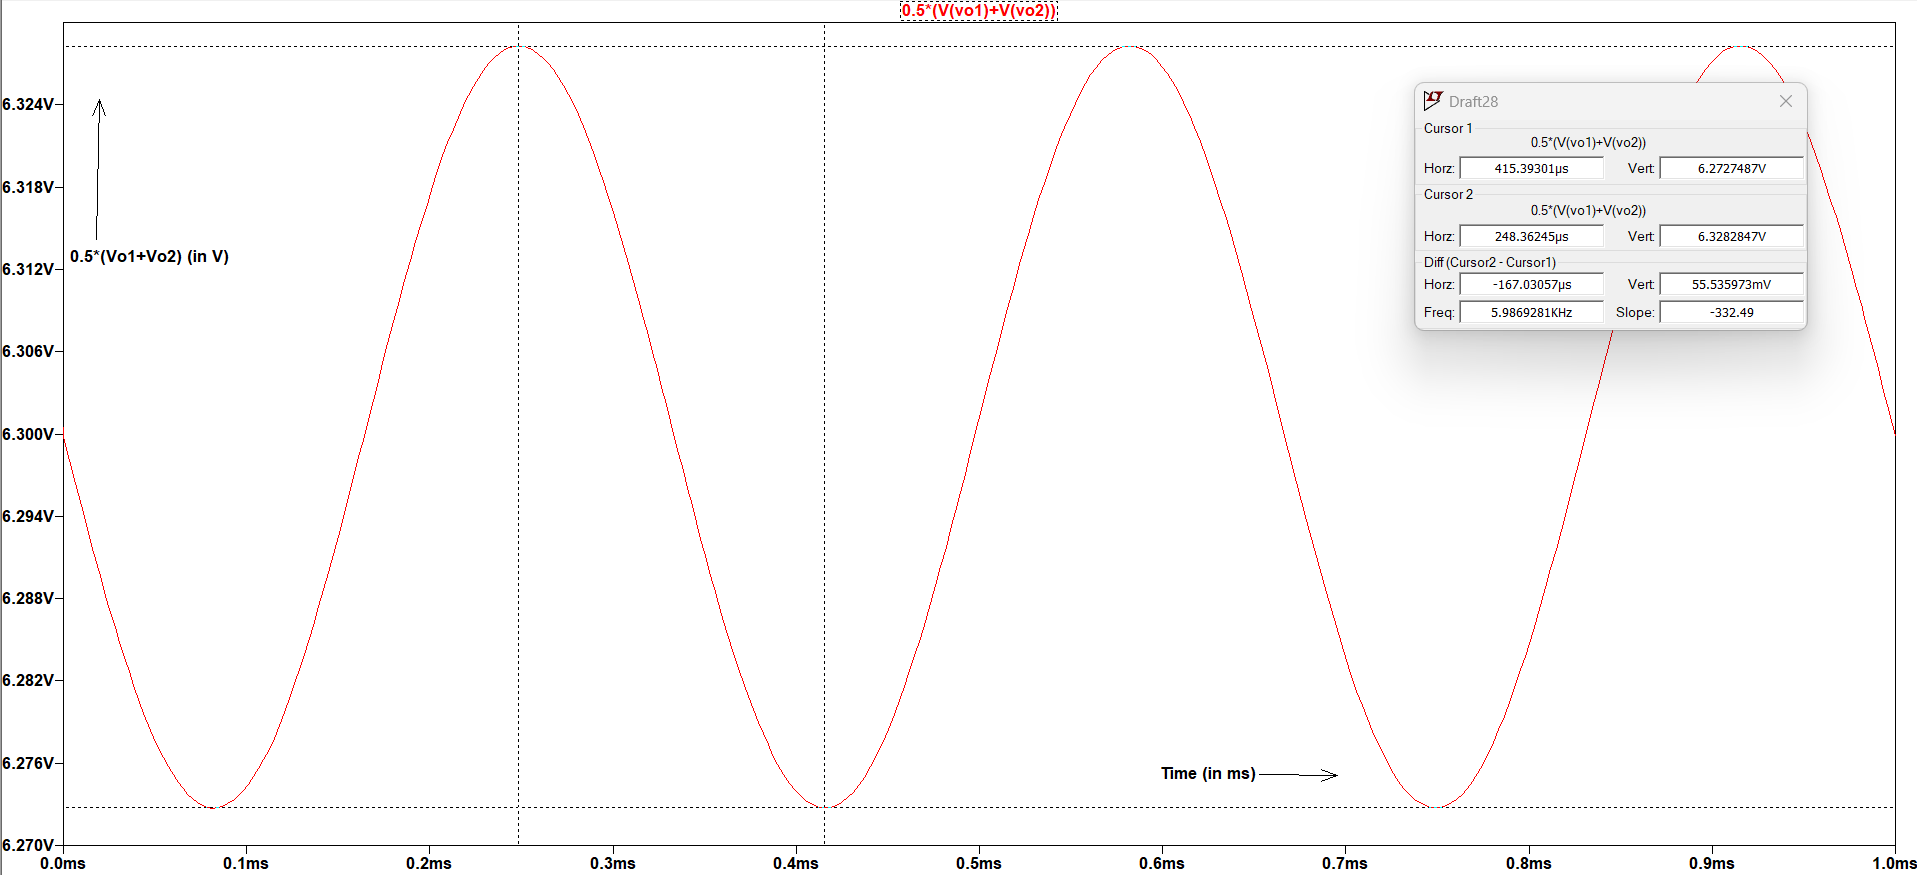 0.5*(V(vo1)+V(vo2))
6.324V
6.318V
6.312V
6.306V
6.300V
6.294V
6.288V
6.282V
6.276V
6.270V
0.5*(Vo1+Vo2) (in V)
Draft28
Cursor 1
0.5*(V(vo1)+V(vo2))
Horz: 415.39301µs Vert: 6.2727487V
Cursor 2
0.5*(V(vo1)+V(vo2))
Horz: 248.36245µs Vert: 6.3282847V
Diff (Cursor2 - Cursor1)
Horz: -167.03057µs Vert: 55.535973mV
Freq: 5.9869281KHz Slope: -332.49
Time (in ms)
0.0ms 0.1ms 0.2ms 0.3ms 0.4ms 0.5ms 0.6ms 0.7ms 0.8ms 0.9ms 1.0ms